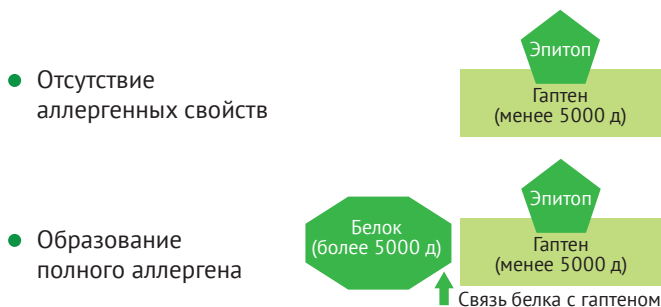 Эпитоп
Отсутствие
аллергенных свойств
Гаптен
(менее 5000 д)
Эпитоп
Белок
(более 5000 д)
Образование
полного аллергена
Гаптен
(менее 5000 д)
Связь белка с гаптеном